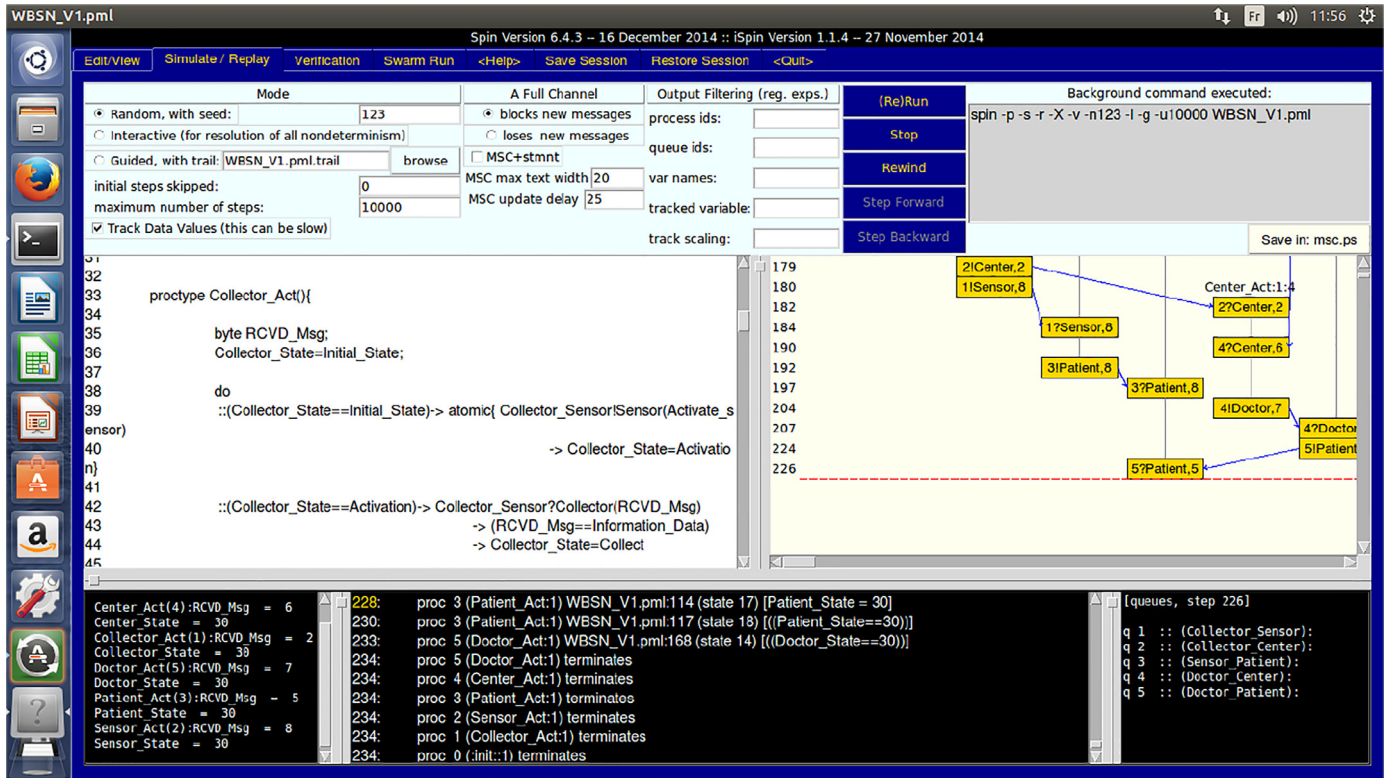 WBSN_V1.pml
Fr
11:56
Spin Version 6.4.3 -- 16 December 2014 :: iSpin Version 1.1.4 -- 27 November 2014
Edit/View Simulate / Replay Verification Swarm Run <Help> Save Session Restore Session <Quit>
Mode
Random, with seed: 123
Interactive (for resolution of all nondeterminism)
Guided, with trail: WBSN_V1.pml.trail browse
initial steps skipped: 0
maximum number of steps: 10000
Track Data Values (this can be slow)
A Full Channel
blocks new messages
loses new messages
MSC+stmnt
MSC max text width 20
MSC update delay 25
Output Filtering (reg. exps.)
process ids:
queue ids:
var names:
tracked variable:
track scaling:
(Re)Run
Stop
Rewind
Step Forward
Step Backward
Background command executed:
spin -p -s -r -X -v -n123 -l -g -u10000 WBSN_V1.pml
Save in: msc.ps
31
32
33 proctype Collector_Act(){
34
35 byte RCVD_Msg;
36 Collector_State=Initial_State;
37
38 do
39 ::(Collector_State==Initial_State)-> atomic{ Collector_Sensor!Sensor(Activate_s
ensor)
40 -> Collector_State=Activatio
n}
41
42 ::(Collector_State==Activation)-> Collector_Sensor?Collector(RCVD_Msg)
43 -> (RCVD_Msg==Information_Data)
44 -> Collector_State=Collect
45
179 2!Center,2
180 1!Sensor,8 Center_Act:1:4
182 2?Center,2
184 1?Sensor,8
190 4?Center,6
192 3!Patient,8
197 3?Patient,8
204 4!Doctor,7
207 4?Doctor
224 5!Patient
226 5?Patient,5
Center_Act(4):RCVD_Msg = 6
Center_State = 30
Collector_Act(1):RCVD_Msg = 2
Collector_State = 30
Doctor_Act(5):RCVD_Msg = 7
Doctor_State = 30
Patient_Act(3):RCVD_Msg = 5
Patient_State = 30
Sensor_Act(2):RCVD_Msg = 8
Sensor_State = 30
228: proc 3 (Patient_Act:1) WBSN_V1.pml:114 (state 17) [Patient_State = 30]
230: proc 3 (Patient_Act:1) WBSN_V1.pml:117 (state 18) [((Patient_State==30))]
233: proc 5 (Doctor_Act:1) WBSN_V1.pml:168 (state 14) [((Doctor_State==30))]
234: proc 5 (Doctor_Act:1) terminates
234: proc 4 (Center_Act:1) terminates
234: proc 3 (Patient_Act:1) terminates
234: proc 2 (Sensor_Act:1) terminates
234: proc 1 (Collector_Act:1) terminates
234: proc 0 (:init::1) terminates
[queues, step 226]
q 1 :: (Collector_Sensor):
q 2 :: (Collector_Center):
q 3 :: (Sensor_Patient):
q 4 :: (Doctor_Center):
q 5 :: (Doctor_Patient):